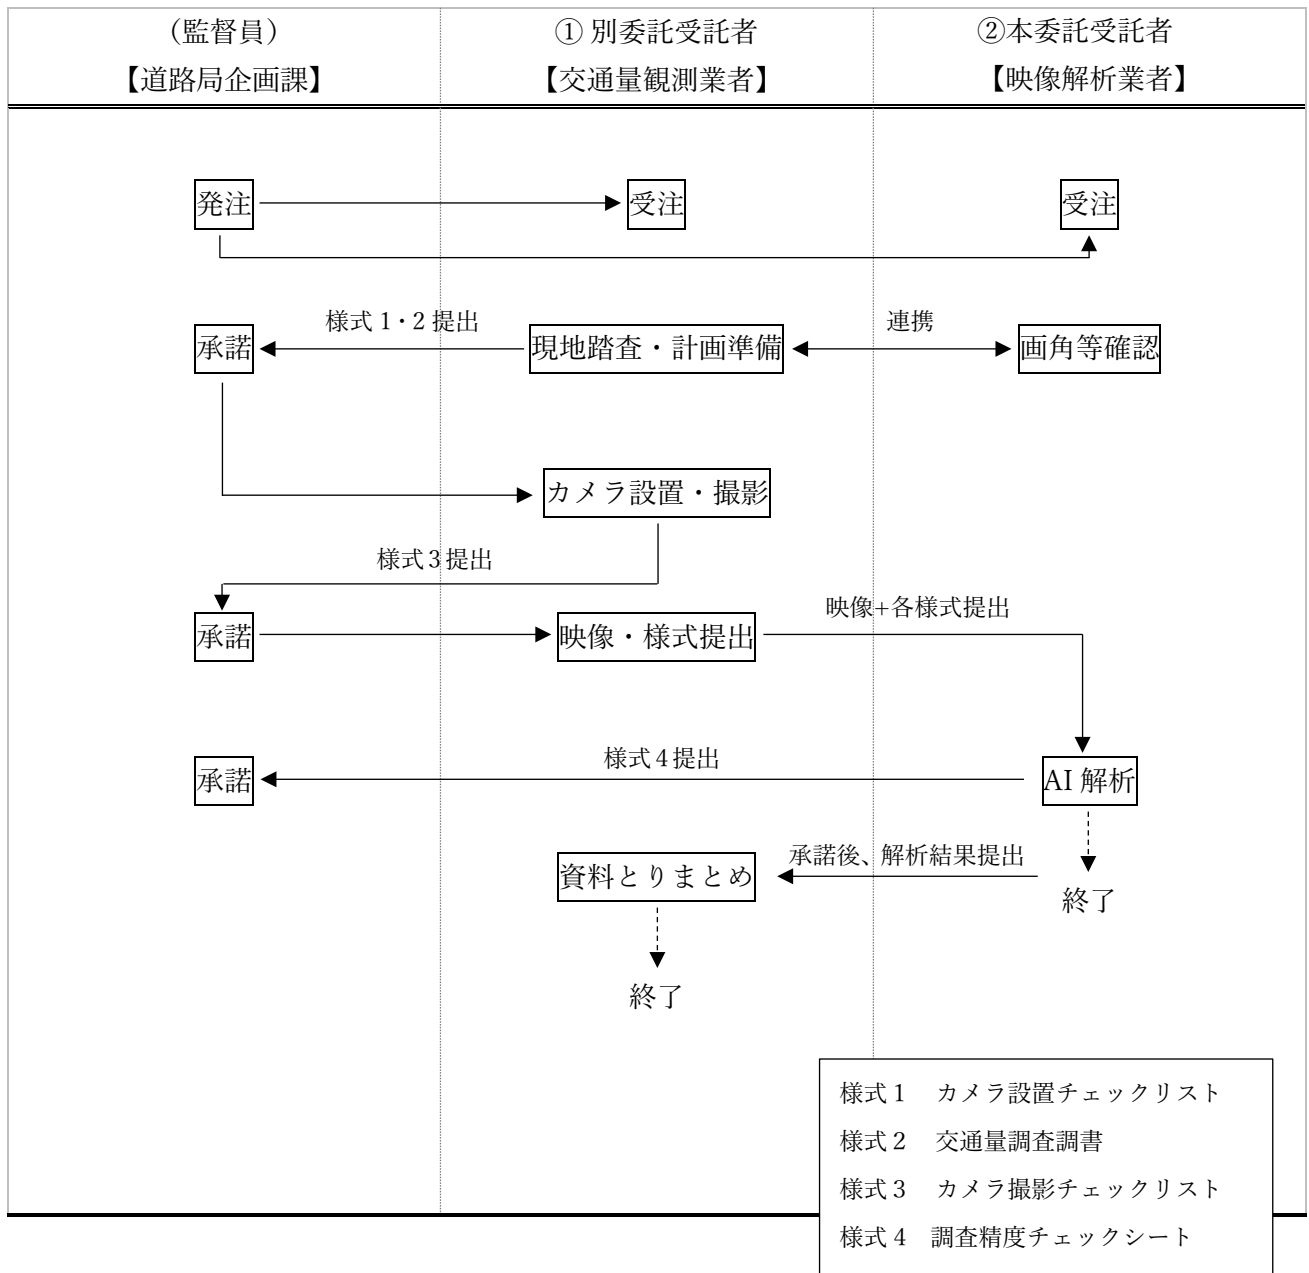 （監督員）
【道路局企画課】
① 別委託受託者
【交通量観測業者】
②本委託受託者
【映像解析業者】
発注
受注
受注
様式 1・2 提出
連携
承諾
現地踏査・計画準備
画角等確認
カメラ設置・撮影
様式 3 提出
映像+各様式提出
承諾
映像・様式提出
様式 4 提出
承諾
AI 解析
承諾後、解析結果提出
資料とりまとめ
終了
終了
様式 1 カメラ設置チェックリスト
様式 2 交通量調査調書
様式 3 カメラ撮影チェックリスト
様式 4 調査精度チェックシート